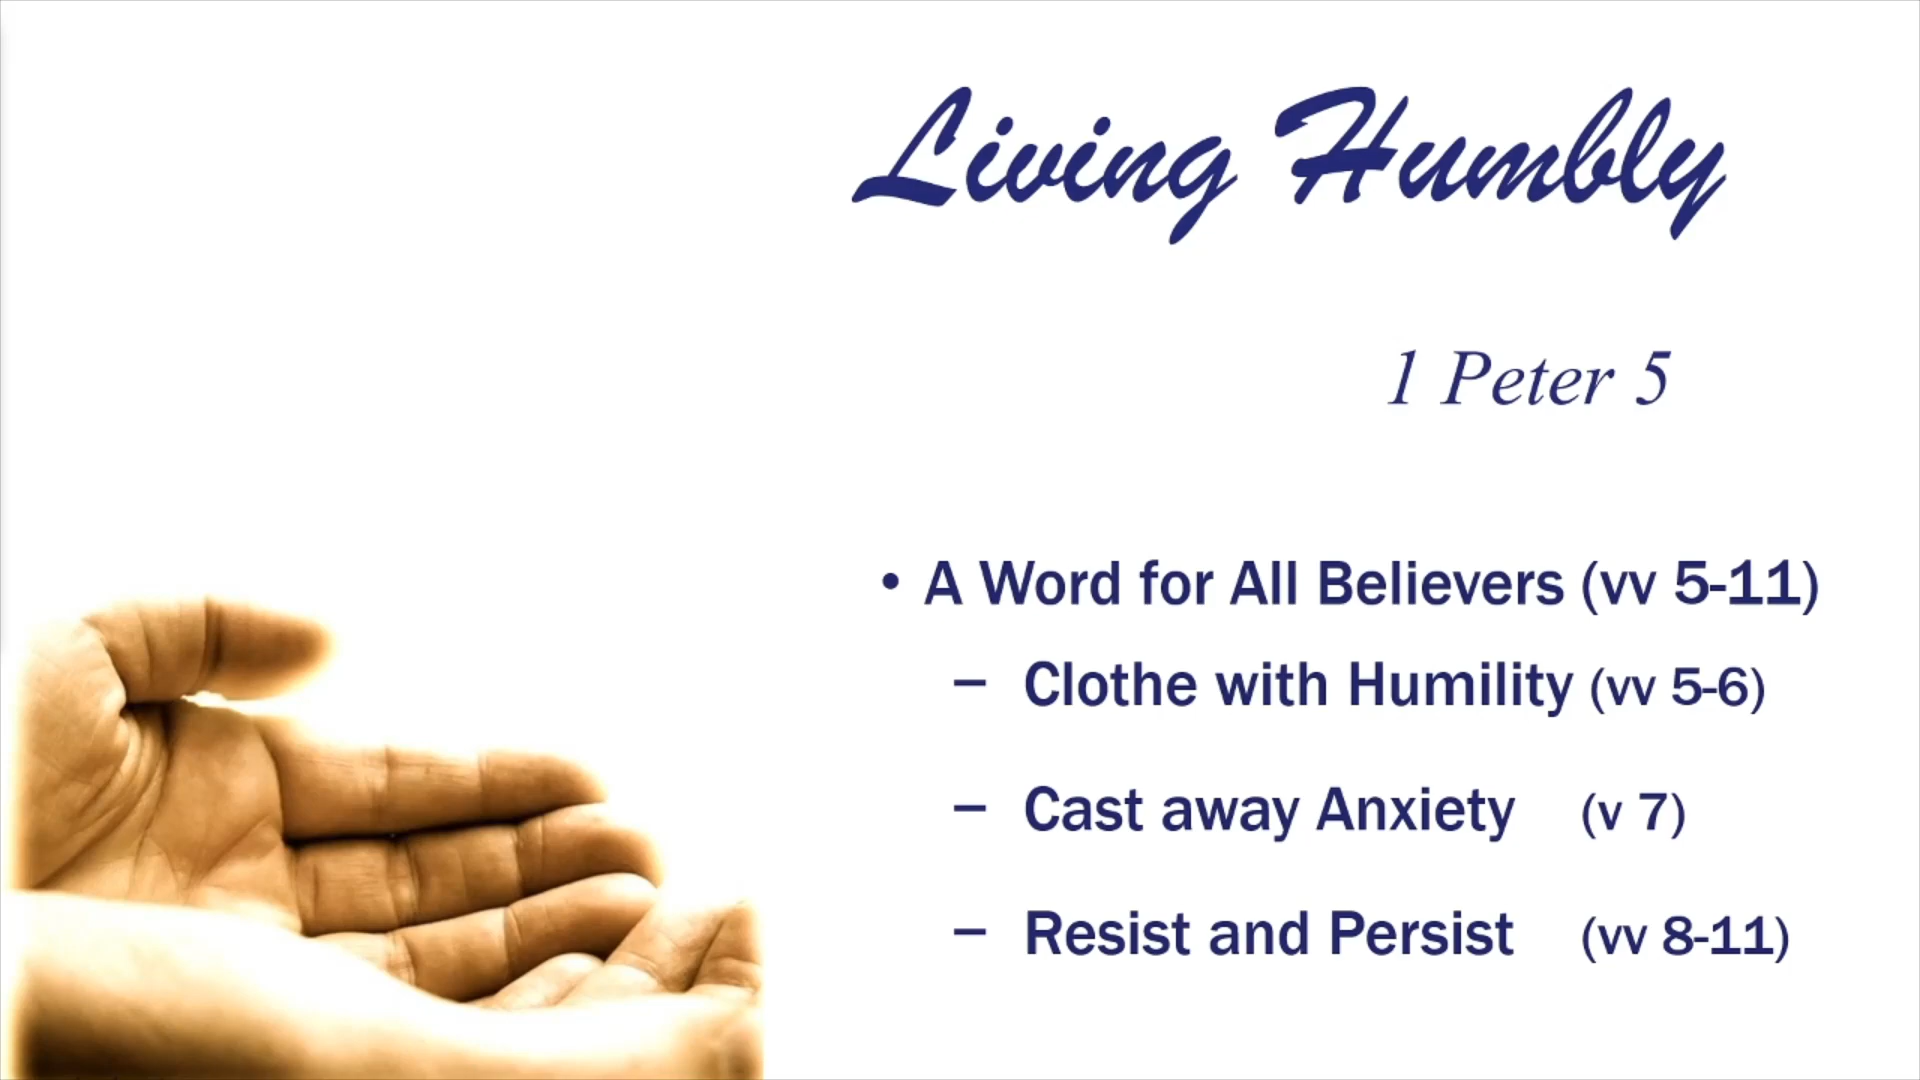 Living Humbly
1 Peter 5
• A Word for All Believers (vv 5-11)
– Clothe with Humility (vv 5-6)
– Cast away Anxiety (v 7)
– Resist and Persist (vv 8-11)